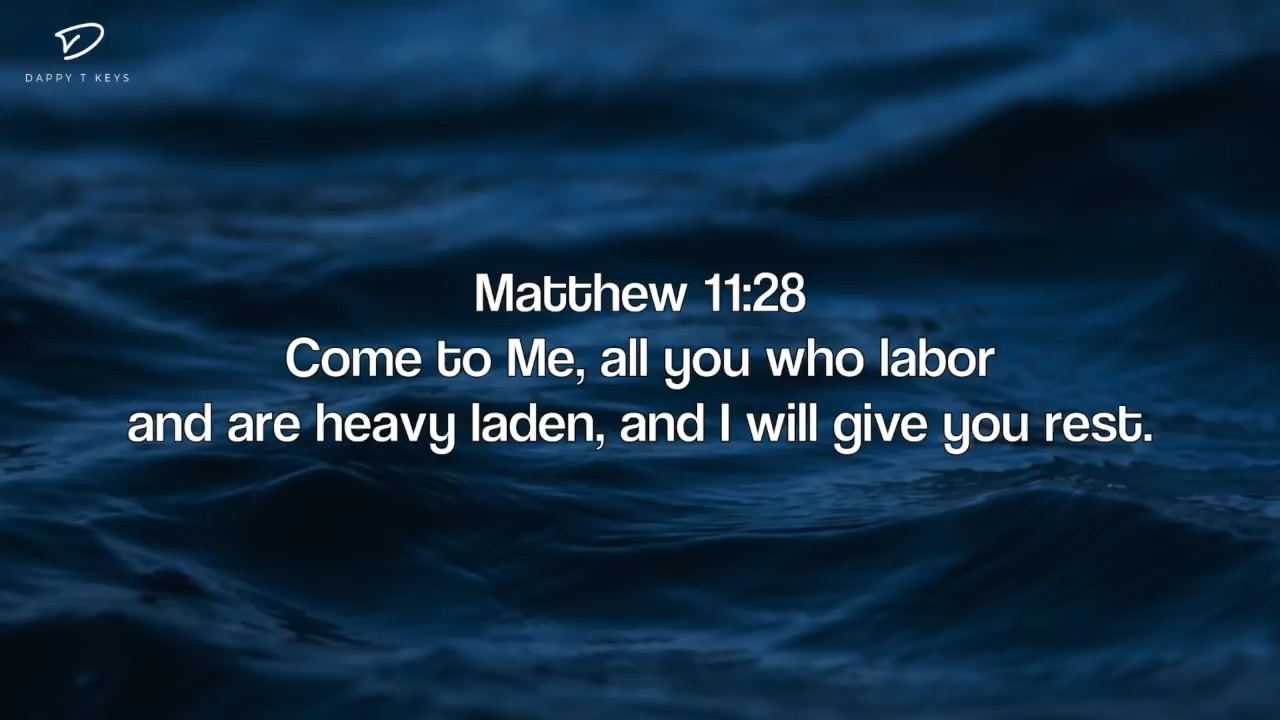 DAPPY T KEYS
Matthew 11:28
Come to Me, all you who labor
and are heavy laden, and I will give you rest.